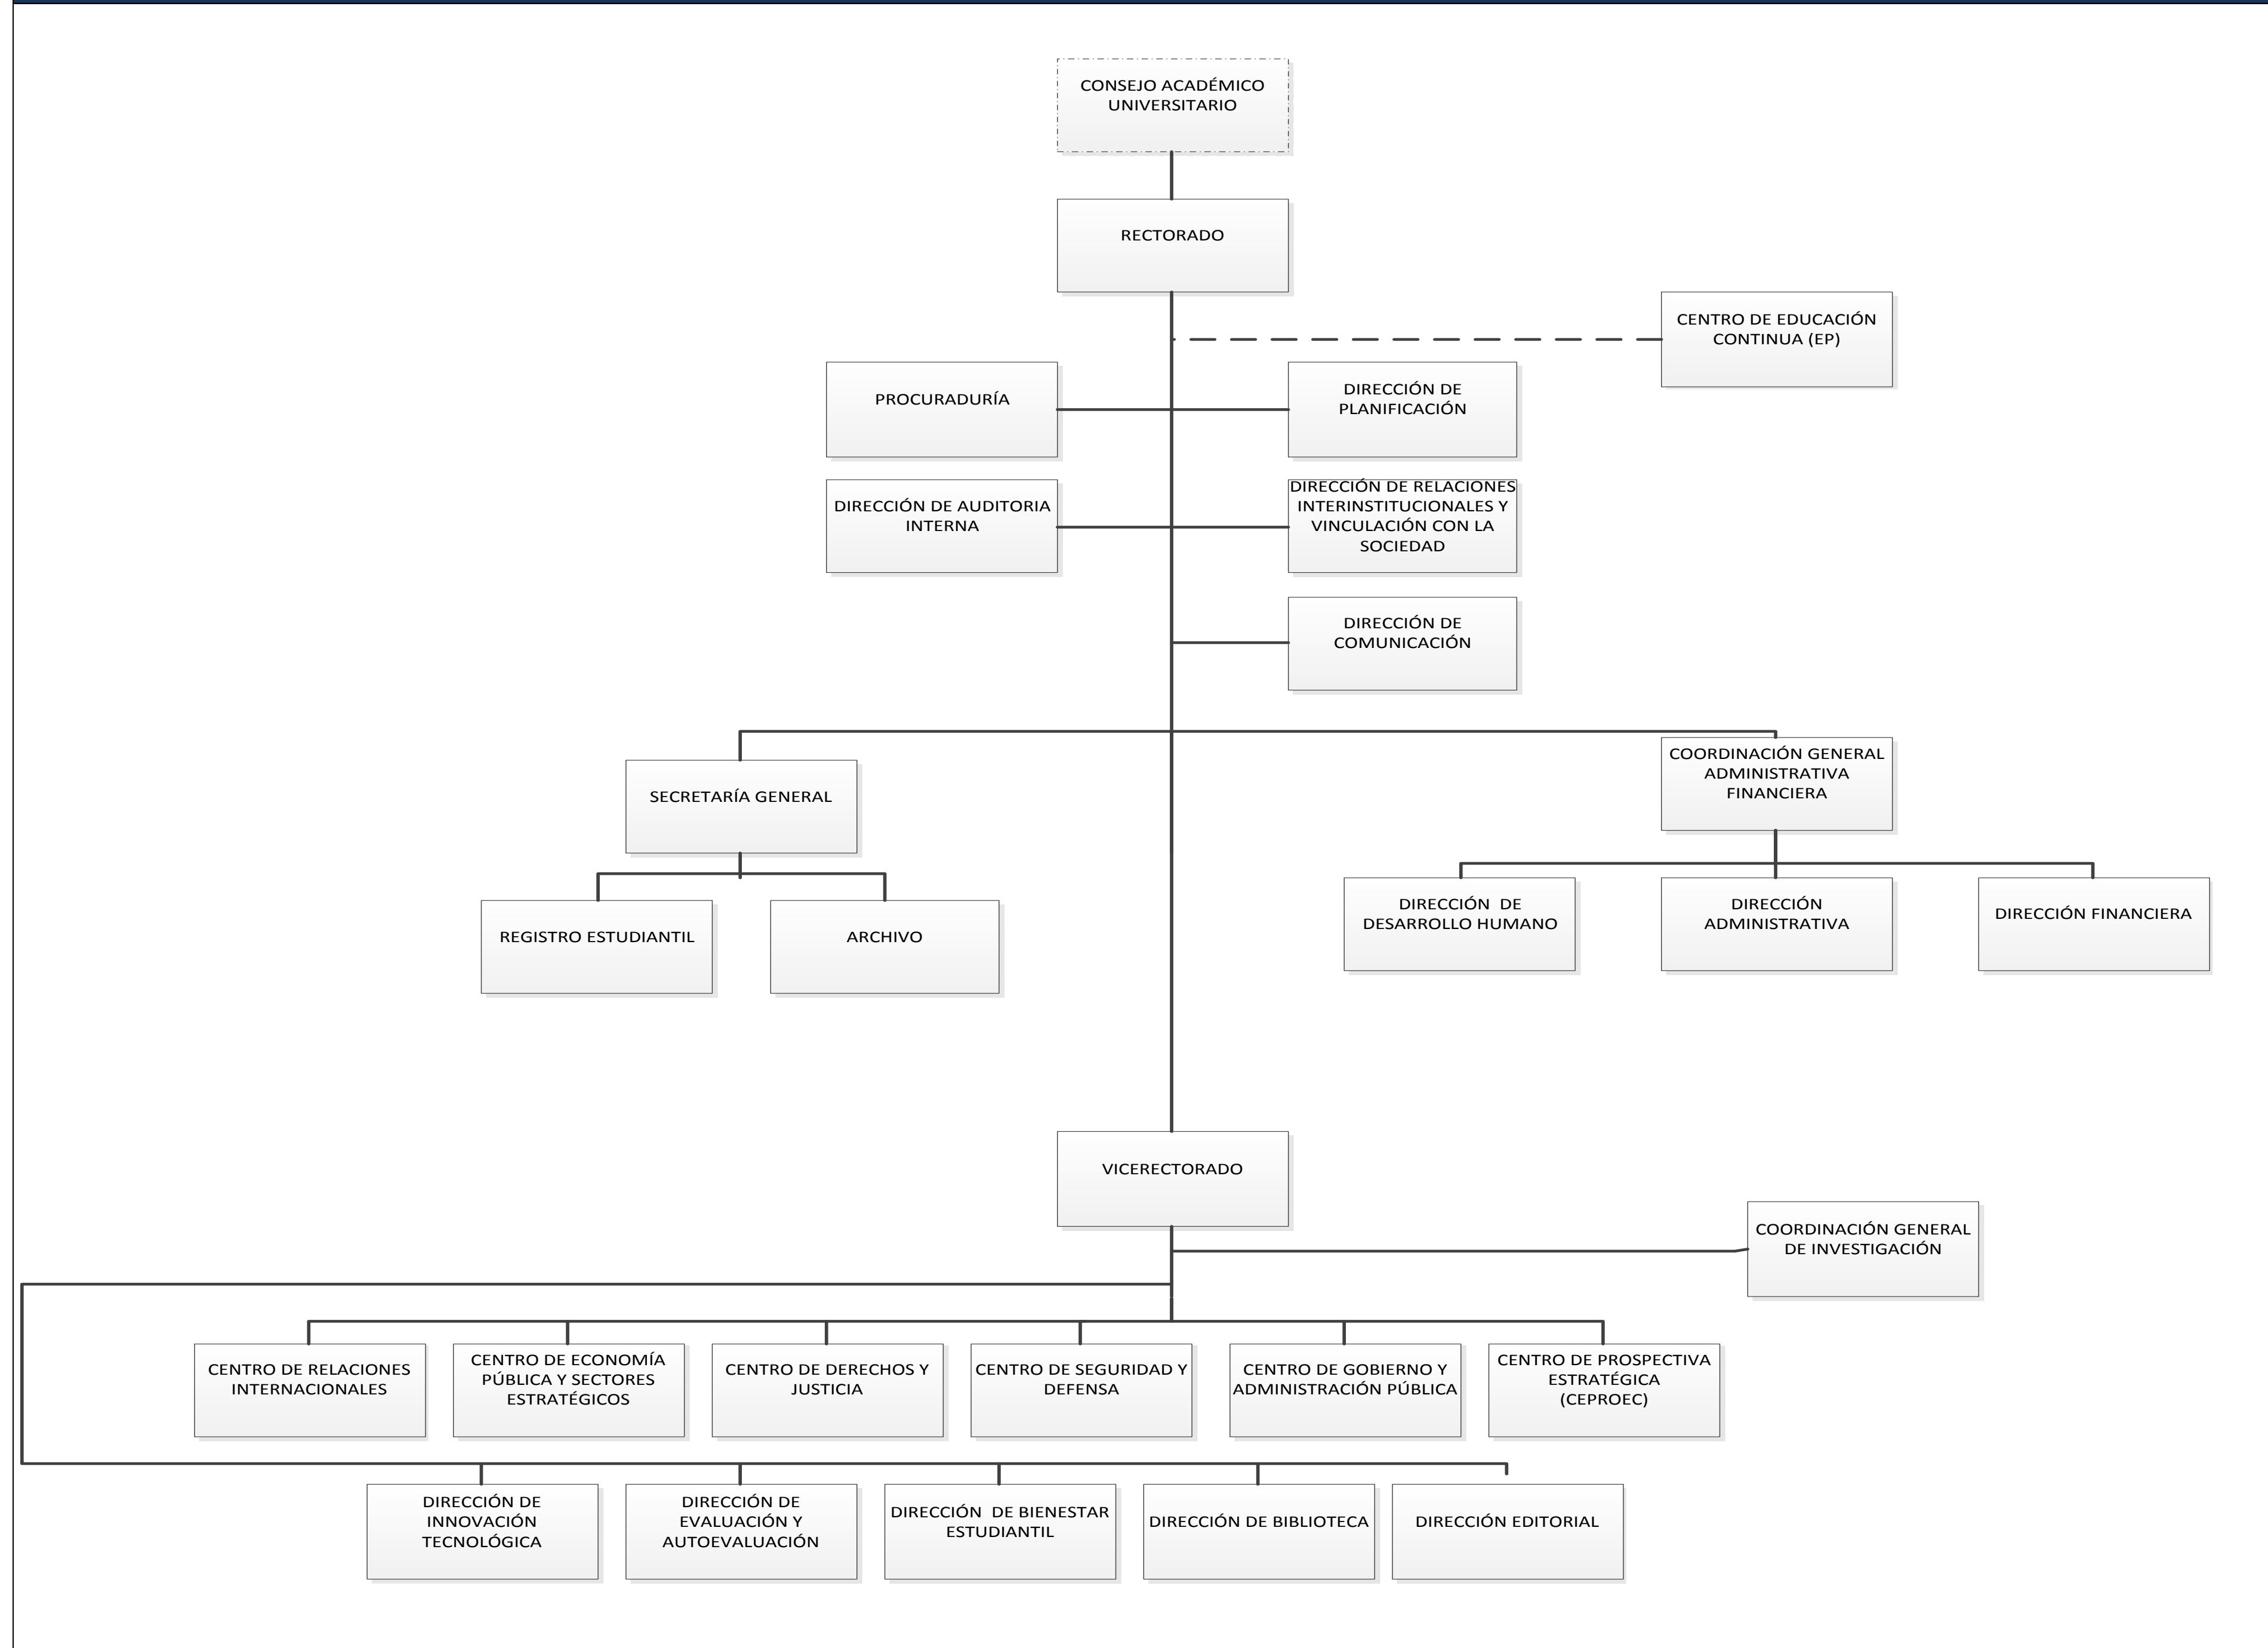 CONSEJO ACADÉMICO
UNIVERSITARIO
RECTORADO
CENTRO DE EDUCACIÓN
CONTINUA (EP)
PROCURADURÍA
DIRECCIÓN DE
PLANIFICACIÓN
DIRECCIÓN DE AUDITORIA
INTERNA
DIRECCIÓN DE RELACIONES
INTERINSTITUCIONALES Y
VINCULACIÓN CON LA
SOCIEDAD
DIRECCIÓN DE
COMUNICACIÓN
SECRETARÍA GENERAL
COORDINACIÓN GENERAL
ADMINISTRATIVA
FINANCIERA
REGISTRO ESTUDIANTIL
ARCHIVO
DIRECCIÓN  DE
DESARROLLO HUMANO
DIRECCIÓN
ADMINISTRATIVA
DIRECCIÓN FINANCIERA
VICERECTORADO
COORDINACIÓN GENERAL
DE INVESTIGACIÓN
CENTRO DE RELACIONES
INTERNACIONALES
CENTRO DE ECONOMÍA
PÚBLICA Y SECTORES
ESTRATÉGICOS
CENTRO DE DERECHOS Y
JUSTICIA
CENTRO DE SEGURIDAD Y
DEFENSA
CENTRO DE GOBIERNO Y
ADMINISTRACIÓN PÚBLICA
CENTRO DE PROSPECTIVA
ESTRATÉGICA
(CEPROEC)
DIRECCIÓN DE
INNOVACIÓN
TECNOLÓGICA
DIRECCIÓN DE
EVALUACIÓN Y
AUTOEVALUACIÓN
DIRECCIÓN  DE BIENESTAR
ESTUDIANTIL
DIRECCIÓN DE BIBLIOTECA
DIRECCIÓN EDITORIAL